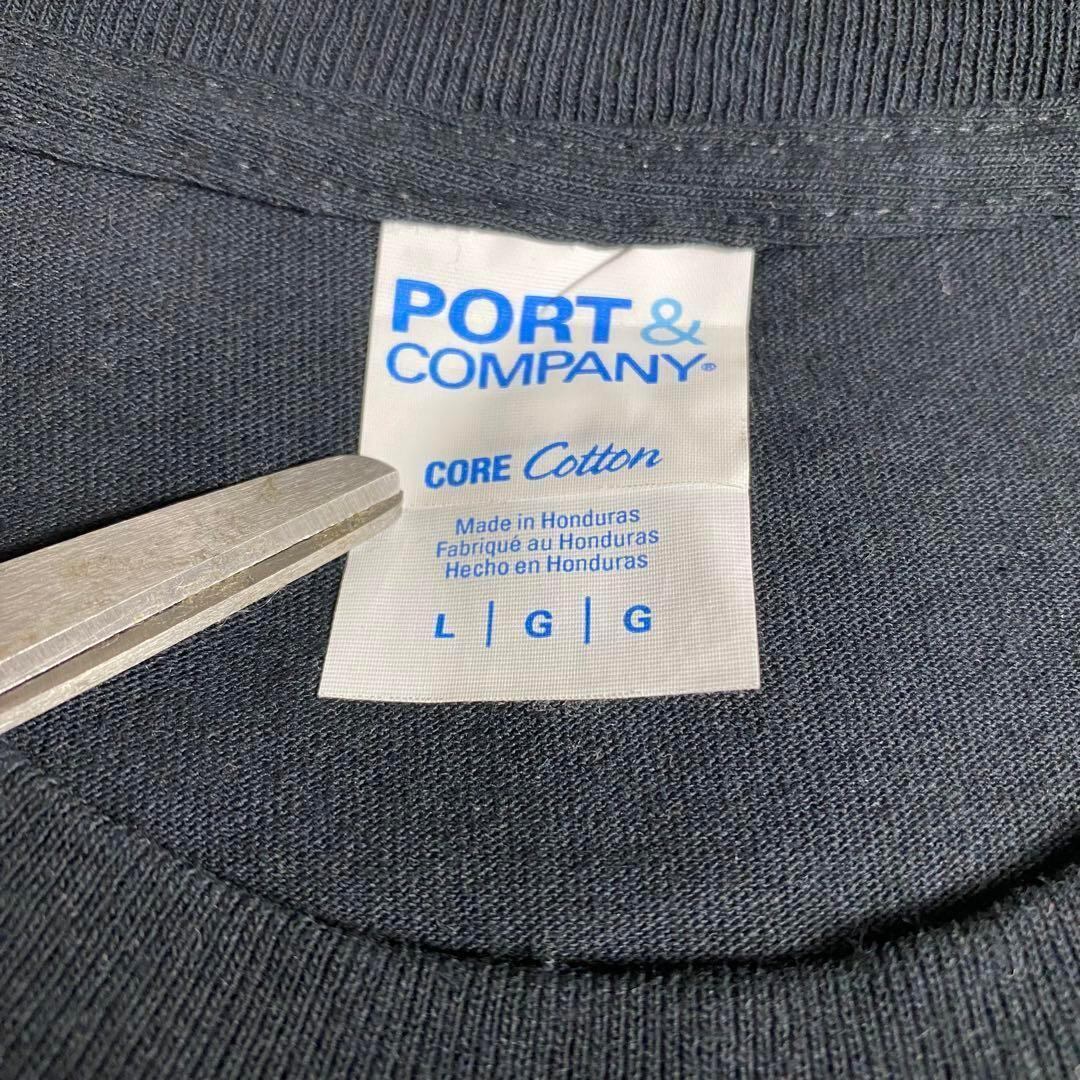 PORT &
COMPANY®
CORE Cotton
Made in Honduras
Fabriqué au Honduras
Hecho en Honduras
L | G | G